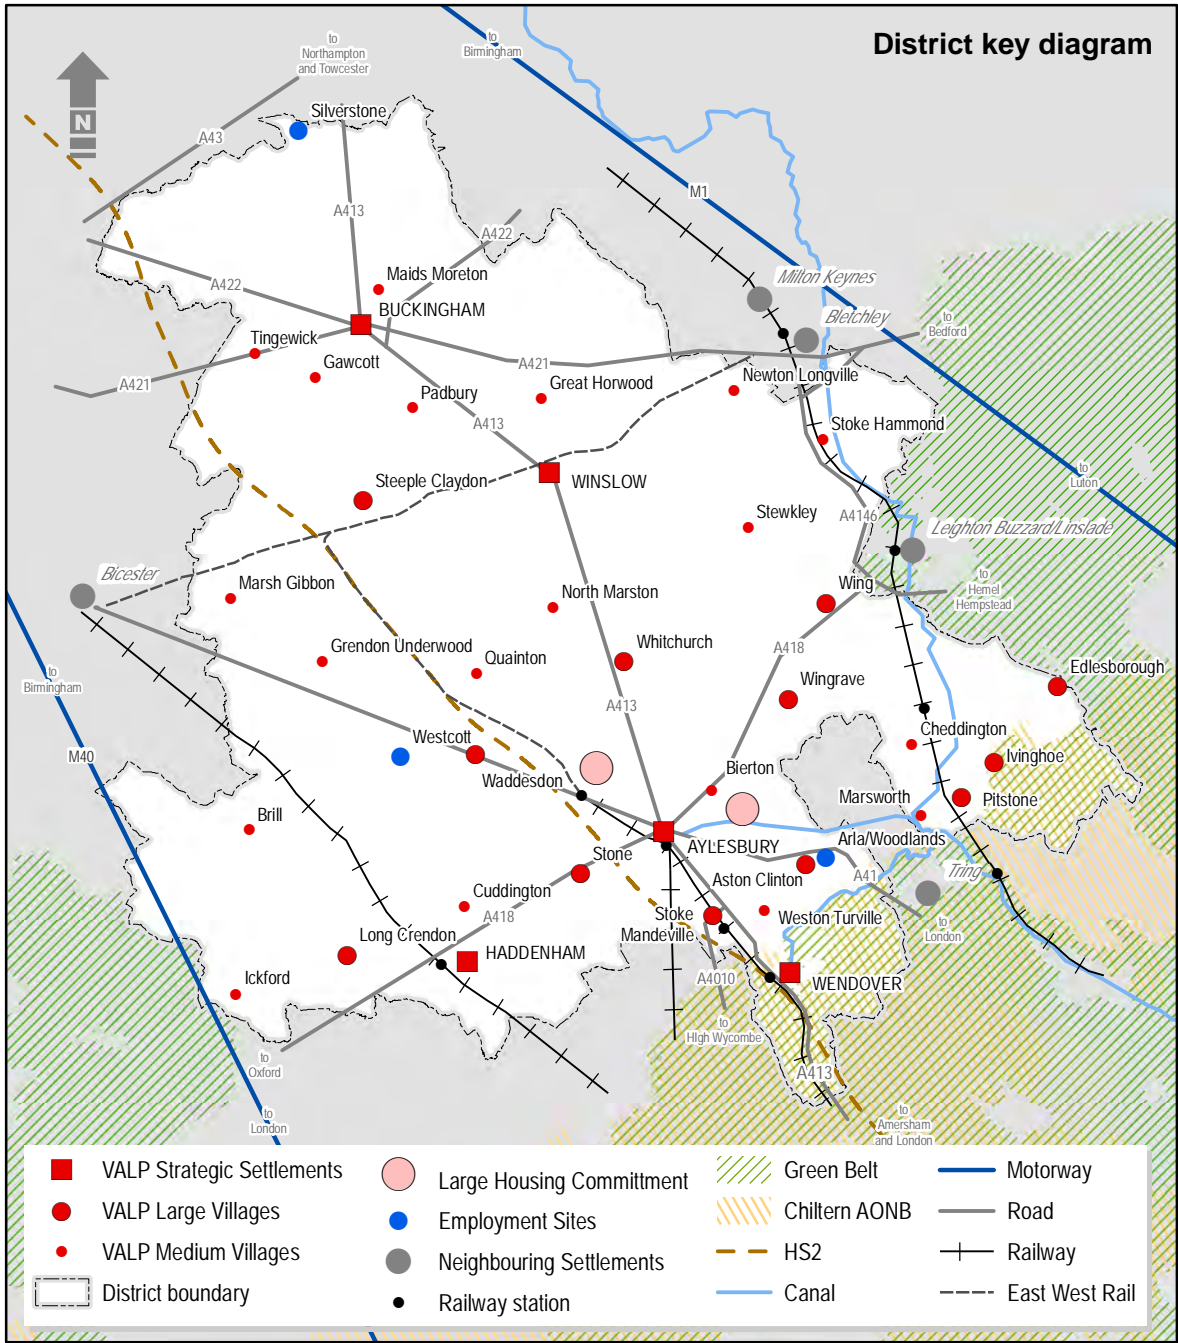 District key diagram
to
Northampton
and Towcester
to
Birmingham
N
Silverstone
A43
M1
A413
A422
Maids Moreton
Milton Keynes
A422
BUCKINGHAM
Bletchley
to
Bedford
Tingewick
Gawcott
A421
A421
Great Horwood
Newton Longville
Padbury
A413
Stoke Hammond
Steeple Claydon
WINSLOW
to
Luton
Stewkley
A4146
Leighton Buzzard/Linslade
Bicester
Marsh Gibbon
North Marston
Wing
to
Hemel
Hempstead
Grendon Underwood
Quainton
Whitchurch
A418
to
Birmingham
Wingrave
Edlesborough
A413
Westcott
Cheddington
M40
Waddesdon
Bierton
Ivinghoe
Brill
Marsworth
Pitstone
AYLESBURY
Arla/Woodlands
Stone
Aston Clinton
A41
Tring
Cuddington
A418
Stoke
Mandeville
Weston Turville
to
London
Long Crendon
HADDENHAM
Ickford
A4010
WENDOVER
to
HIgh Wycombe
to
Oxford
A413
to
London
to
Amersham
and London
VALP Strategic Settlements
VALP Large Villages
VALP Medium Villages
District boundary
Large Housing Committment
Employment Sites
Neighbouring Settlements
Railway station
Green Belt
Chiltern AONB
HS2
Canal
Motorway
Road
Railway
East West Rail